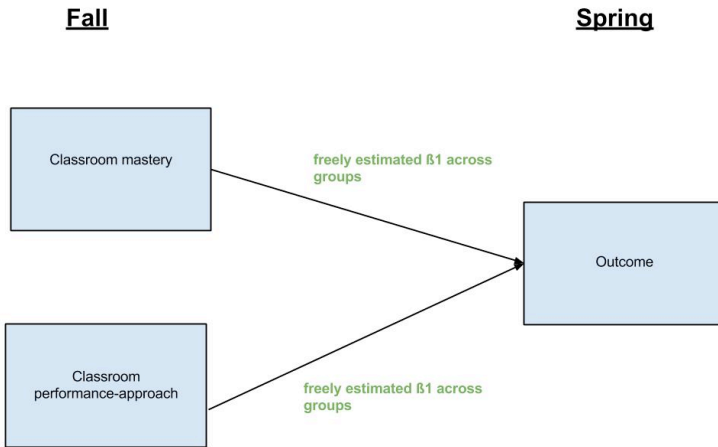 Fall
Spring
Classroom mastery
freely estimated ß1 across
groups
Outcome
Classroom
performance-approach
freely estimated ß1 across
groups